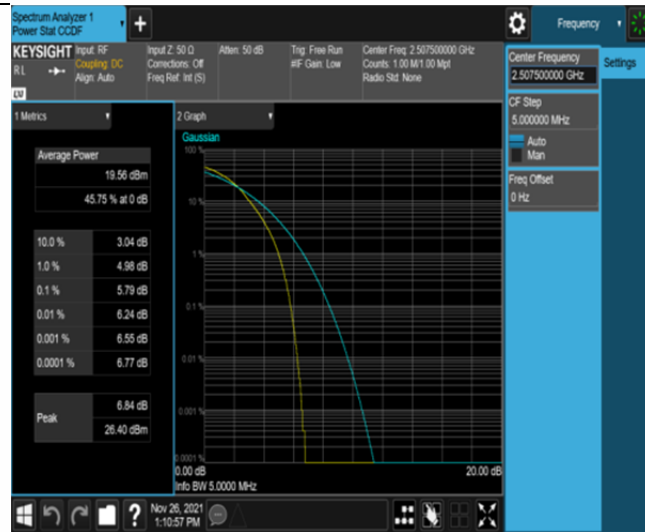 Spectrum Analyzer 1
Power Stat CCDF
Frequency
KEYSIGHT Input: RF Input Z: 50 Ω Atten: 50 dB Trig: Free Run Center Freq: 2.507500000 GHz
R L Coupling: DC Corrections: Off #IF Gain: Low Counts: 1.00 M/1.00 Mpt
Align: Auto Freq Ref: Int (S) Radio Std: None
LXI
Center Frequency
2.507500000 GHz
Settings
CF Step
5.000000 MHz
Auto
Man
Freq Offset
0 Hz
1 Metrics
Average Power
19.56 dBm
45.75 % at 0 dB
10.0 % 3.04 dB
1.0 % 4.98 dB
0.1 % 5.79 dB
0.01 % 6.24 dB
0.001 % 6.55 dB
0.0001 % 6.77 dB
Peak 6.84 dB
26.40 dBm
2 Graph
Gaussian
100 %
10 %
1 %
0.1 %
0.01 %
0.001 %
0.0001 %
0.00 dB 20.00 dB
Info BW 5.0000 MHz
Nov 26, 2021
1:10:57 PM